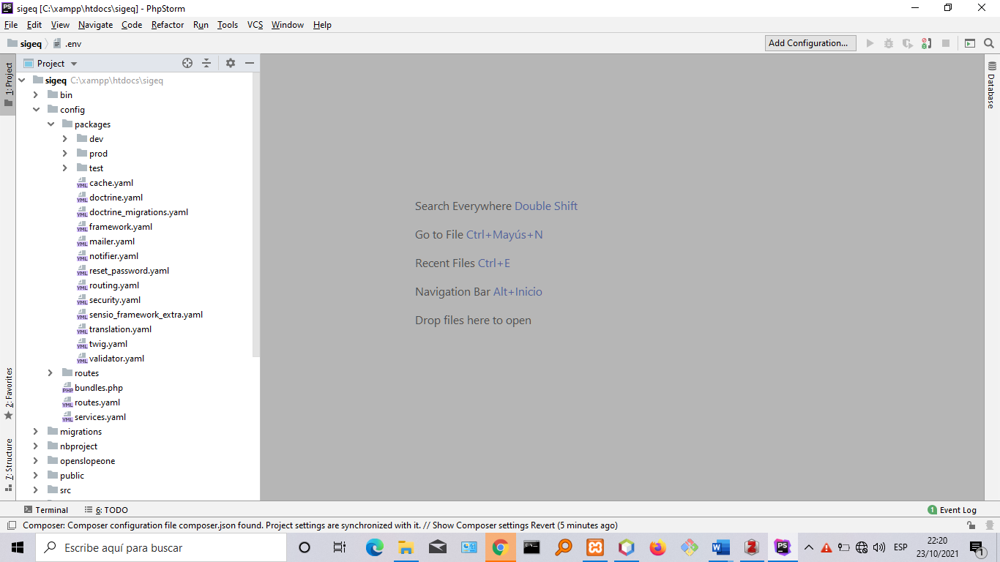 sigeq [C:\xampp\htdocs\sigeq] - PhpStorm
File Edit View Navigate Code Refactor Run Tools VCS Window Help
sigeq .env Add Configuration...
Project
1: Project
sigeq C:\xampp\htdocs\sigeq
bin
config
packages
dev
prod
test
cache.yaml
doctrine.yaml
doctrine_migrations.yaml
framework.yaml
mailer.yaml
notifier.yaml
reset_password.yaml
routing.yaml
security.yaml
sensio_framework_extra.yaml
translation.yaml
twig.yaml
validator.yaml
routes
bundles.php
routes.yaml
services.yaml
migrations
nbproject
openslopeone
public
src
2: Favorites
7: Structure
Search Everywhere Double Shift
Go to File Ctrl+Mayús+N
Recent Files Ctrl+E
Navigation Bar Alt+Inicio
Drop files here to open
Database
Terminal 6: TODO 1 Event Log
Composer: Composer configuration file composer.json found. Project settings are synchronized with it. // Show Composer settings Revert (5 minutes ago)
Escribe aquí para buscar
ESP
22:20
23/10/2021
1